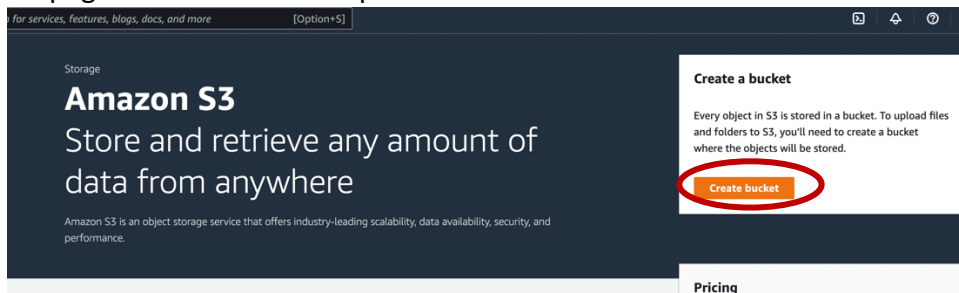 for services, features, blogs, docs, and more [Option+S]
Storage
Amazon S3
Store and retrieve any amount of
data from anywhere
Amazon S3 is an object storage service that offers industry-leading scalability, data availability, security, and
performance.
Create a bucket
Every object in S3 is stored in a bucket. To upload files
and folders to S3, you'll need to create a bucket
where the objects will be stored.
Create bucket
Pricing